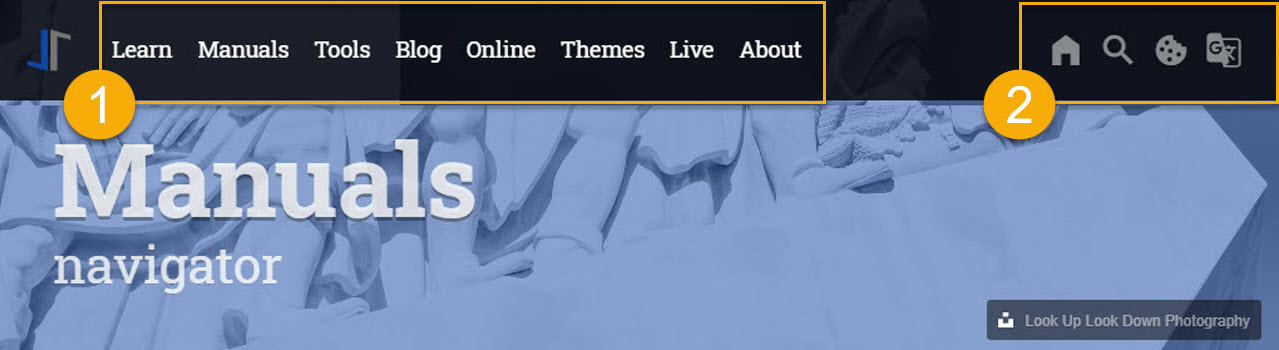 Learn Manuals Tools Blog Online Themes Live About
1
2
Manuals
navigator
Look Up Look Down Photography